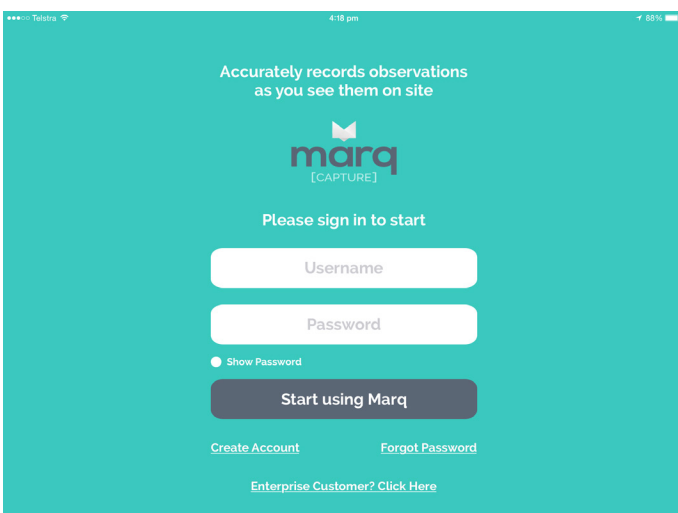 Telstra
4:18 pm
88%
Accurately records observations
as you see them on site
marq
[CAPTURE]
Please sign in to start
Username
Password
Show Password
Start using Marq
Create Account
Forgot Password
Enterprise Customer? Click Here